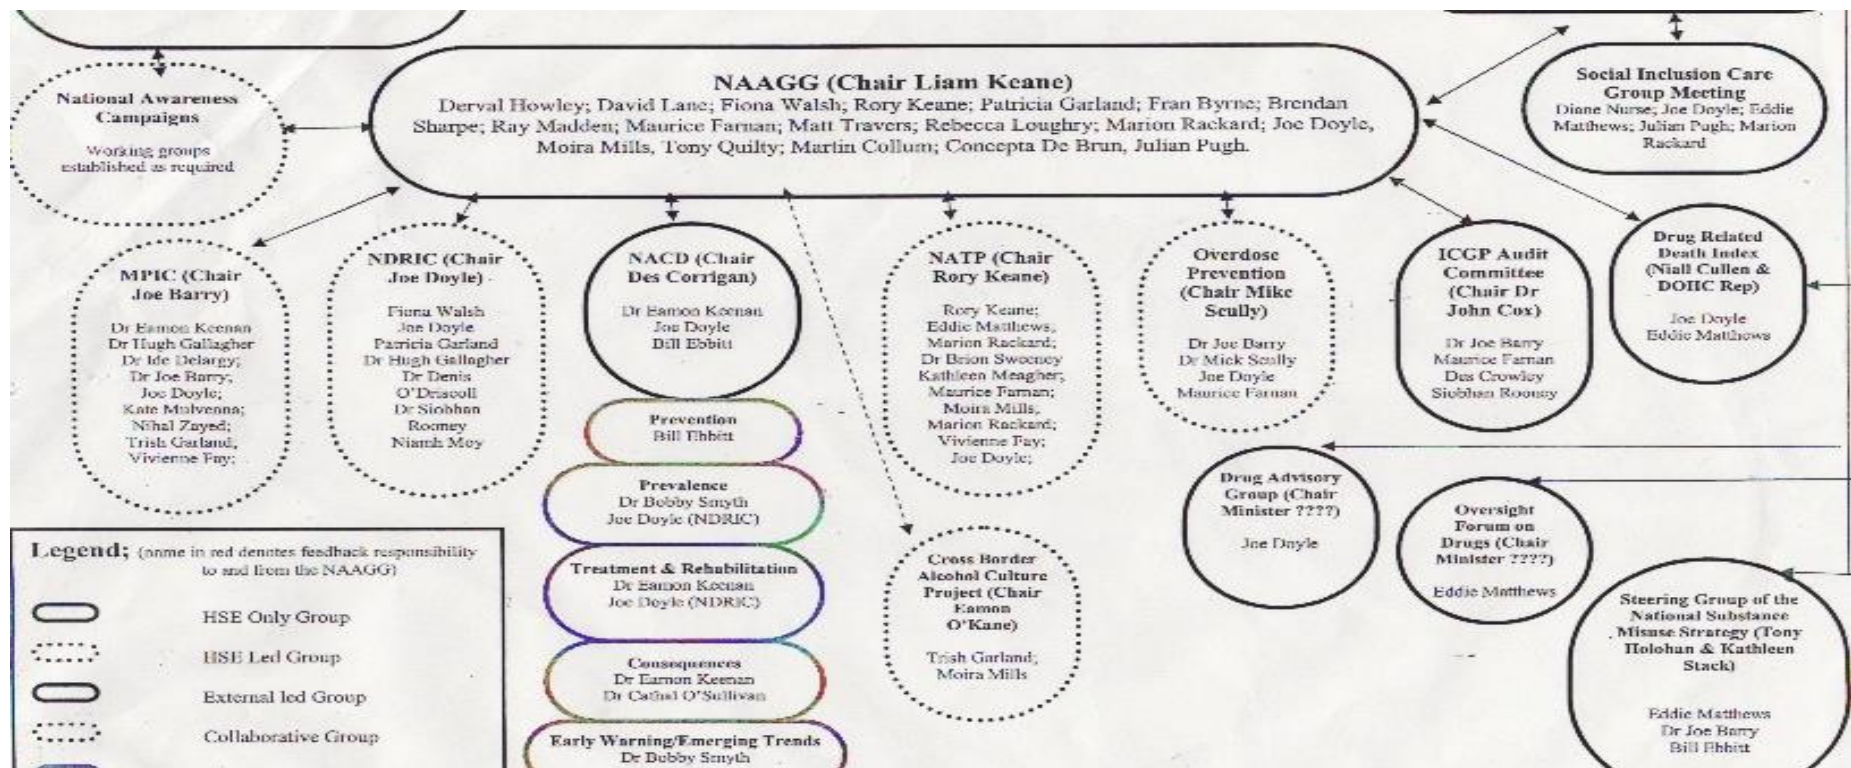 NAAGG (Chair Liam Keane)
Derval Howley; David Lane; Fiona Walsh; Rory Keane; Patricia Garland; Fran Byrne; Brendan
Sharpe; Ray Madden; Maurice Farnan; Matt Travers; Rebecca Loughry; Marion Rackard; Joe Doyle,
Moira Mills, Tony Quilty; Martin Collum; Concepta De Brun, Julian Pugh.
National Awareness
Campaigns
Working groups
established as required
Social Inclusion Care
Group Meeting
Diane Nurse; Joe Doyle; Eddie
Matthews; Julian Pugh; Marion
Rackard
MPIC (Chair
Joe Barry)
Dr Eamon Keenan
Dr Hugh Gallagher
Dr Ide Delargy;
Dr Joe Barry;
Joe Doyle;
Kate Mulvenna;
Nihal Zayed;
Trish Garland;
Vivienne Fay;
NDRIC (Chair
Joe Doyle)
Fiona Walsh
Joe Doyle
Patricia Garland
Dr Hugh Gallagher
Dr Denis
O'Driscoll
Dr Siobhan
Rooney
Niamh Moy
NACD (Chair
Des Corrigan)
Dr Eamon Keenan
Joe Doyle
Bill Ebbitt
Prevention
Bill Ebbitt
Prevalence
Dr Bobby Smyth
Joe Doyle (NDRIC)
Treatment & Rehabilitation
Dr Eamon Keenan
Joe Doyle (NDRIC)
Consequences
Dr Eamon Keenan
Dr Cathal O'Sullivan
Early Warning/Emerging Trends
Dr Bobby Smyth
NATP (Chair
Rory Keane)
Rory Keane;
Eddie Matthews;
Marion Rackard;
Dr Brion Sweeney
Kathleen Meagher;
Maurice Farnan;
Moira Mills;
Marion Rackard;
Vivienne Fay;
Joe Doyle;
Cross Border
Alcohol Culture
Project (Chair
Eamon
O'Kane)
Trish Garland;
Moira Mills
Overdose
Prevention
(Chair Mike
Scully)
Dr Joe Barry
Dr Mick Scully
Joe Doyle
Maurice Farnan
ICGP Audit
Committee
(Chair Dr
John Cox)
Dr Joe Barry
Maurice Farnan
Des Crowley
Siobhan Rooney
Drug Related
Death Index
(Niall Cullen &
DOHC Rep)
Joe Doyle
Eddie Matthews
Drug Advisory
Group (Chair
Minister ????)
Joe Doyle
Oversight
Forum on
Drugs (Chair
Minister ????)
Eddie Matthews
Steering Group of the
National Substance
Misuse Strategy (Tony
Holohan & Kathleen
Stack)
Eddie Matthews
Dr Joe Barry
Bill Ebbitt
Legend; (name in red denotes feedback responsibility
to and from the NAAGG)
HSE Only Group
HSE Led Group
External led Group
Collaborative Group